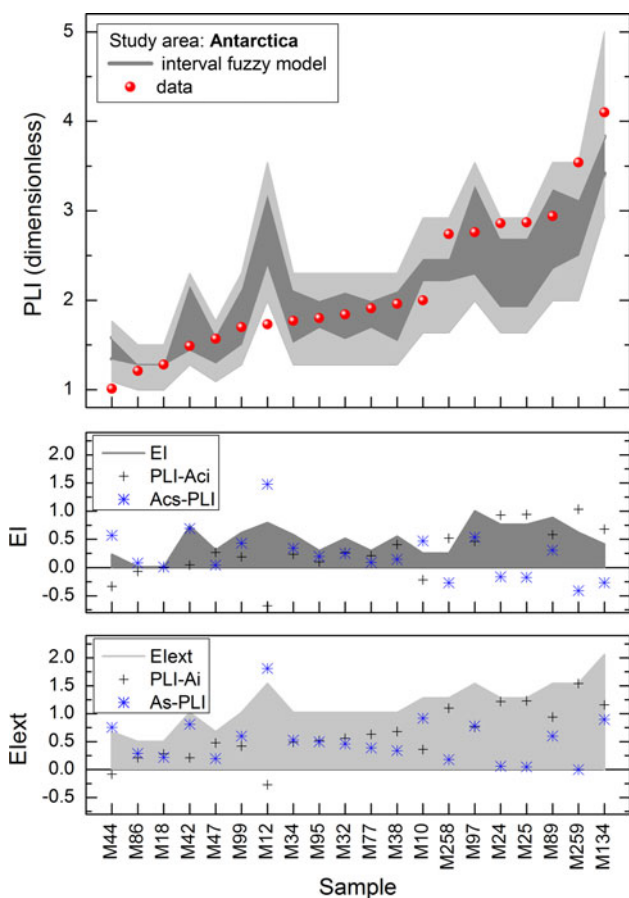 Study area: Antarctica
interval fuzzy model
data
PLI (dimensionless)
5
4
3
2
1
EI
PLI-Aci
Acs-PLI
EI
2.0
1.5
1.0
0.5
0.0
-0.5
EIext
PLI-Ai
As-PLI
EIext
2.0
1.5
1.0
0.5
0.0
-0.5
M44 M86 M18 M42 M47 M99 M12 M34 M95 M32 M77 M38 M10 M258 M97 M24 M25 M89 M259 M134
Sample